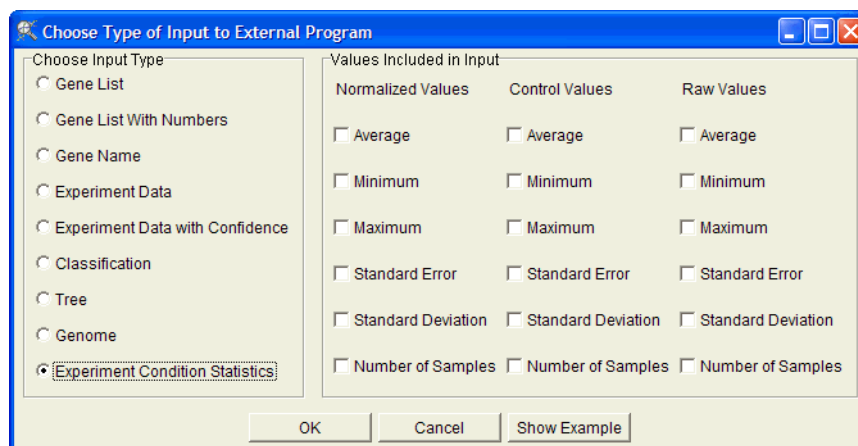 Choose Type of Input to External Program
Choose Input Type
Gene List
Gene List With Numbers
Gene Name
Experiment Data
Experiment Data with Confidence
Classification
Tree
Genome
Experiment Condition Statistics
Values Included in Input
Normalized Values Control Values Raw Values
Average Average Average
Minimum Minimum Minimum
Maximum Maximum Maximum
Standard Error Standard Error Standard Error
Standard Deviation Standard Deviation Standard Deviation
Number of Samples Number of Samples Number of Samples
OK Cancel Show Example